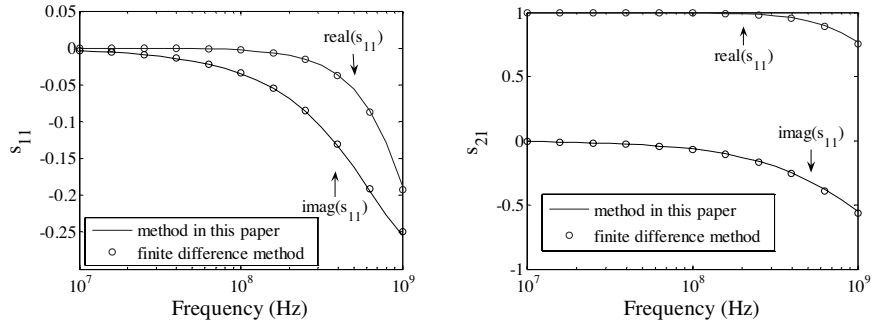 0.05
0
-0.05
-0.1
-0.15
-0.2
-0.25
s11
real(s11)
imag(s11)
method in this paper
finite difference method
10^7
10^8
10^9
Frequency (Hz)
1
0.5
0
-0.5
-1
s21
real(s11)
imag(s11)
method in this paper
finite difference method
10^7
10^8
10^9
Frequency (Hz)